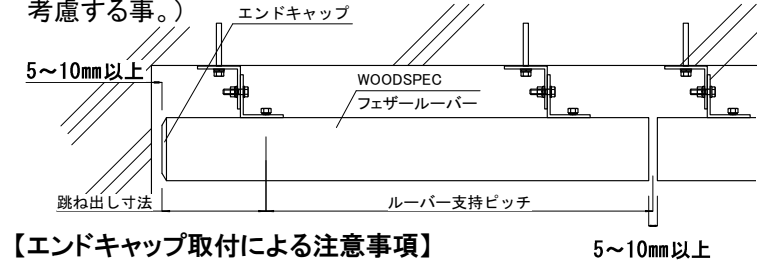 考慮する事。)
エンドキャップ
5～10㎜以上
WOODSPEC
フェザールーバー
跳ね出し寸法
ルーバー支持ピッチ
【エンドキャップ取付による注意事項】
5～10㎜以上